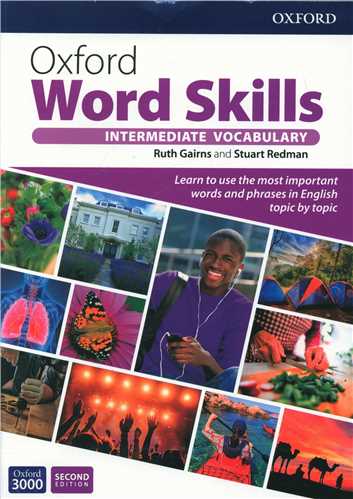 OXFORD
Oxford
Word Skills
INTERMEDIATE VOCABULARY
Ruth Gairns and Stuart Redman
Learn to use the most important
words and phrases in English
topic by topic
Oxford
3000
SECOND
EDITION